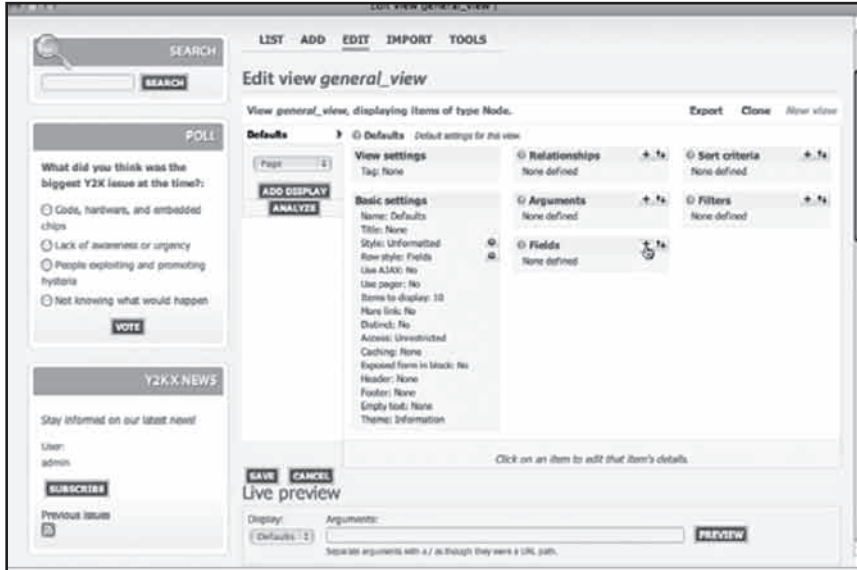 Edit view general_view
SEARCH
SEARCH
POLL
What did you think was the
biggest Y2K issue at the time?:
Code, hardware, and embedded
chips
Lack of awareness or urgency
People exploiting and promoting
hysteria
Not knowing what would happen
VOTE
Y2KX NEWS
Stay informed on our latest news!
User:
admin
SUBSCRIBE
Previous issues
LIST ADD EDIT IMPORT TOOLS
Edit view general_view
View general_view, displaying items of type Node.
Export Clone New view
Defaults
Page
ADD DISPLAY
ANALYZE
Defaults Default settings for this view.
View settings
Tag: None
Basic settings
Name: Defaults
Title: None
Style: Unformatted
Row style: Fields
Use AJAX: No
Use pager: No
Items to display: 10
More link: No
Distinct: No
Access: Unrestricted
Caching: None
Exposed form in block: No
Header: None
Footer: None
Empty text: None
Theme: Information
Relationships
None defined
Arguments
None defined
Fields
None defined
Sort criteria
None defined
Filters
None defined
Click on an item to edit that item's details.
SAVE CANCEL
Live preview
Display: Arguments:
Defaults
PREVIEW
Separate arguments with a / as though they were a URL path.